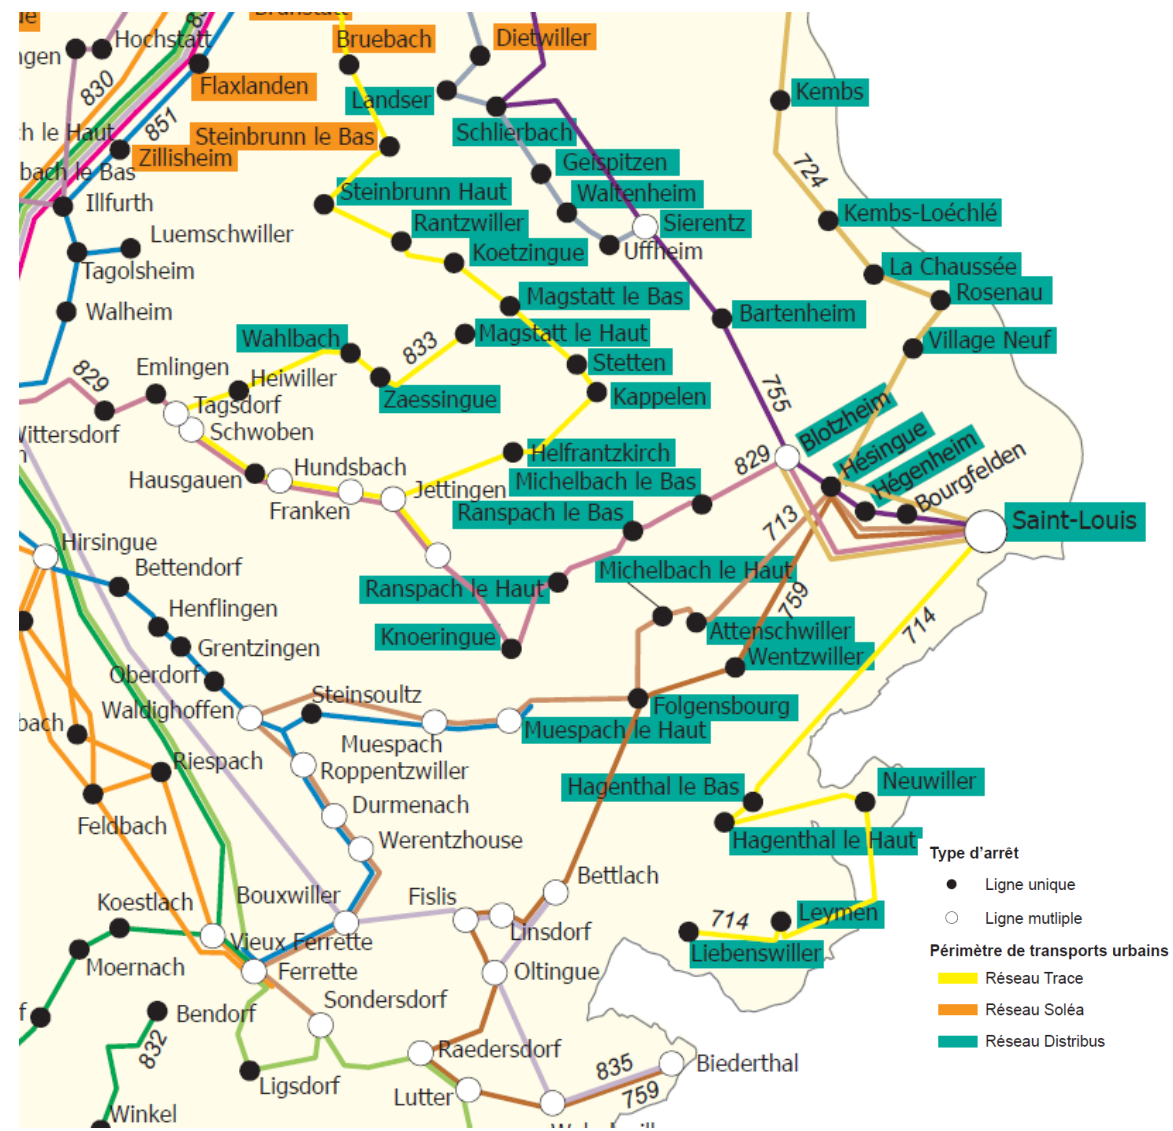 Bruebach
Dietwiller
Hochstatt
830
Flaxlanden
Landser
Kembs
851
Steinbrunn le Bas
Schlierbach
Zillisheim
Geispitzen
724
bach le Bas
Steinbrunn Haut
Waltenheim
Illfurth
Rantzwiller
Sierentz
Kembs-Loéchlé
Luemschwiller
Koetzingue
Uffheim
Tagolsheim
La Chaussée
Magstatt le Bas
Rosenau
Walheim
Bartenheim
Wahlbach
833
Magstatt le Haut
Village Neuf
Emlingen
Heiwiller
Stetten
829
Zaessingue
Kappelen
755
Tagsdorf
Blotzheim
Schwoben
Hésingue
Helfrantzkirch
829
Hégenheim
Hundsbach
Hausgauen
Michelbach le Bas
Bourgfelden
Jettingen
Franken
Ranspach le Bas
713
Saint-Louis
Hirsingue
Bettendorf
Michelbach le Haut
Ranspach le Haut
759
Henflingen
714
Knoeringue
Attenschwiller
Grentzingen
Wentzwiller
Oberdorf
Steinsoultz
Waldighoffen
Folgensbourg
Muespach le Haut
Muespach
Riespach
Roppentzwiller
Hagenthal le Bas
Neuwiller
Durmenach
Feldbach
Werentzhouse
Hagenthal le Haut
Type d’arrêt
Bettlach
Ligne unique
Bouxwiller
Fislis
Koestlach
714
Leymen
Ligne mutliple
Linsdorf
Vieux Ferrette
Liebenswiller
Périmètre de transports urbains
Moernach
Ferrette
Oltingue
Réseau Trace
Sondersdorf
Réseau Soléa
Bendorf
Réseau Distribus
832
Raedersdorf
835
Biederthal
Ligsdorf
Lutter
759
Winkel